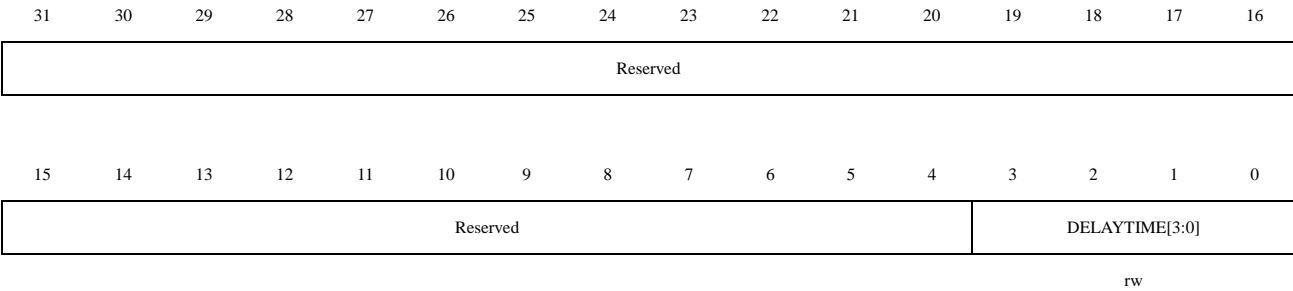 31 30 29 28 27 26 25 24 23 22 21 20 19 18 17 16
Reserved
15 14 13 12 11 10 9 8 7 6 5 4 3 2 1 0
Reserved DELAYTIME[3:0]
rw